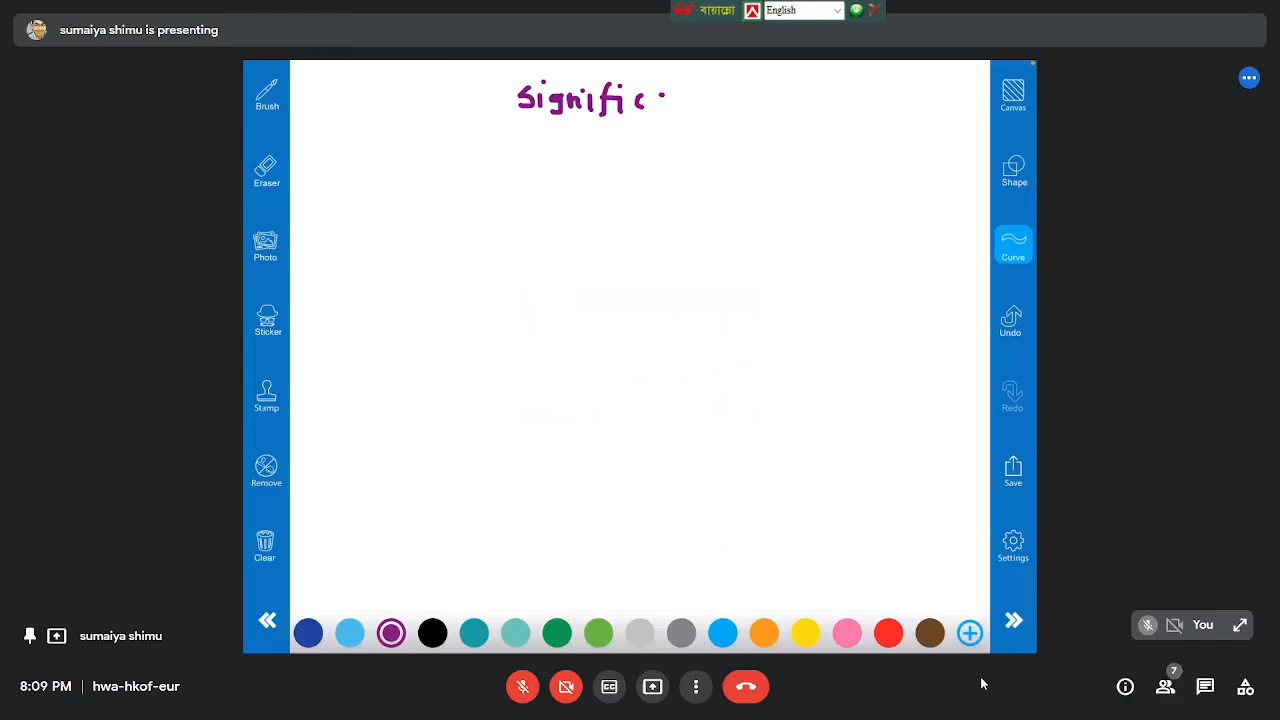 বায়ান্নো English
sumaiya shimu is presenting
Brush
Eraser
Photo
Sticker
Stamp
Remove
Clear
Signific
Canvas
Shape
Curve
Undo
Redo
Save
Settings
sumaiya shimu
You
8:09 PM | hwa-hkof-eur
7